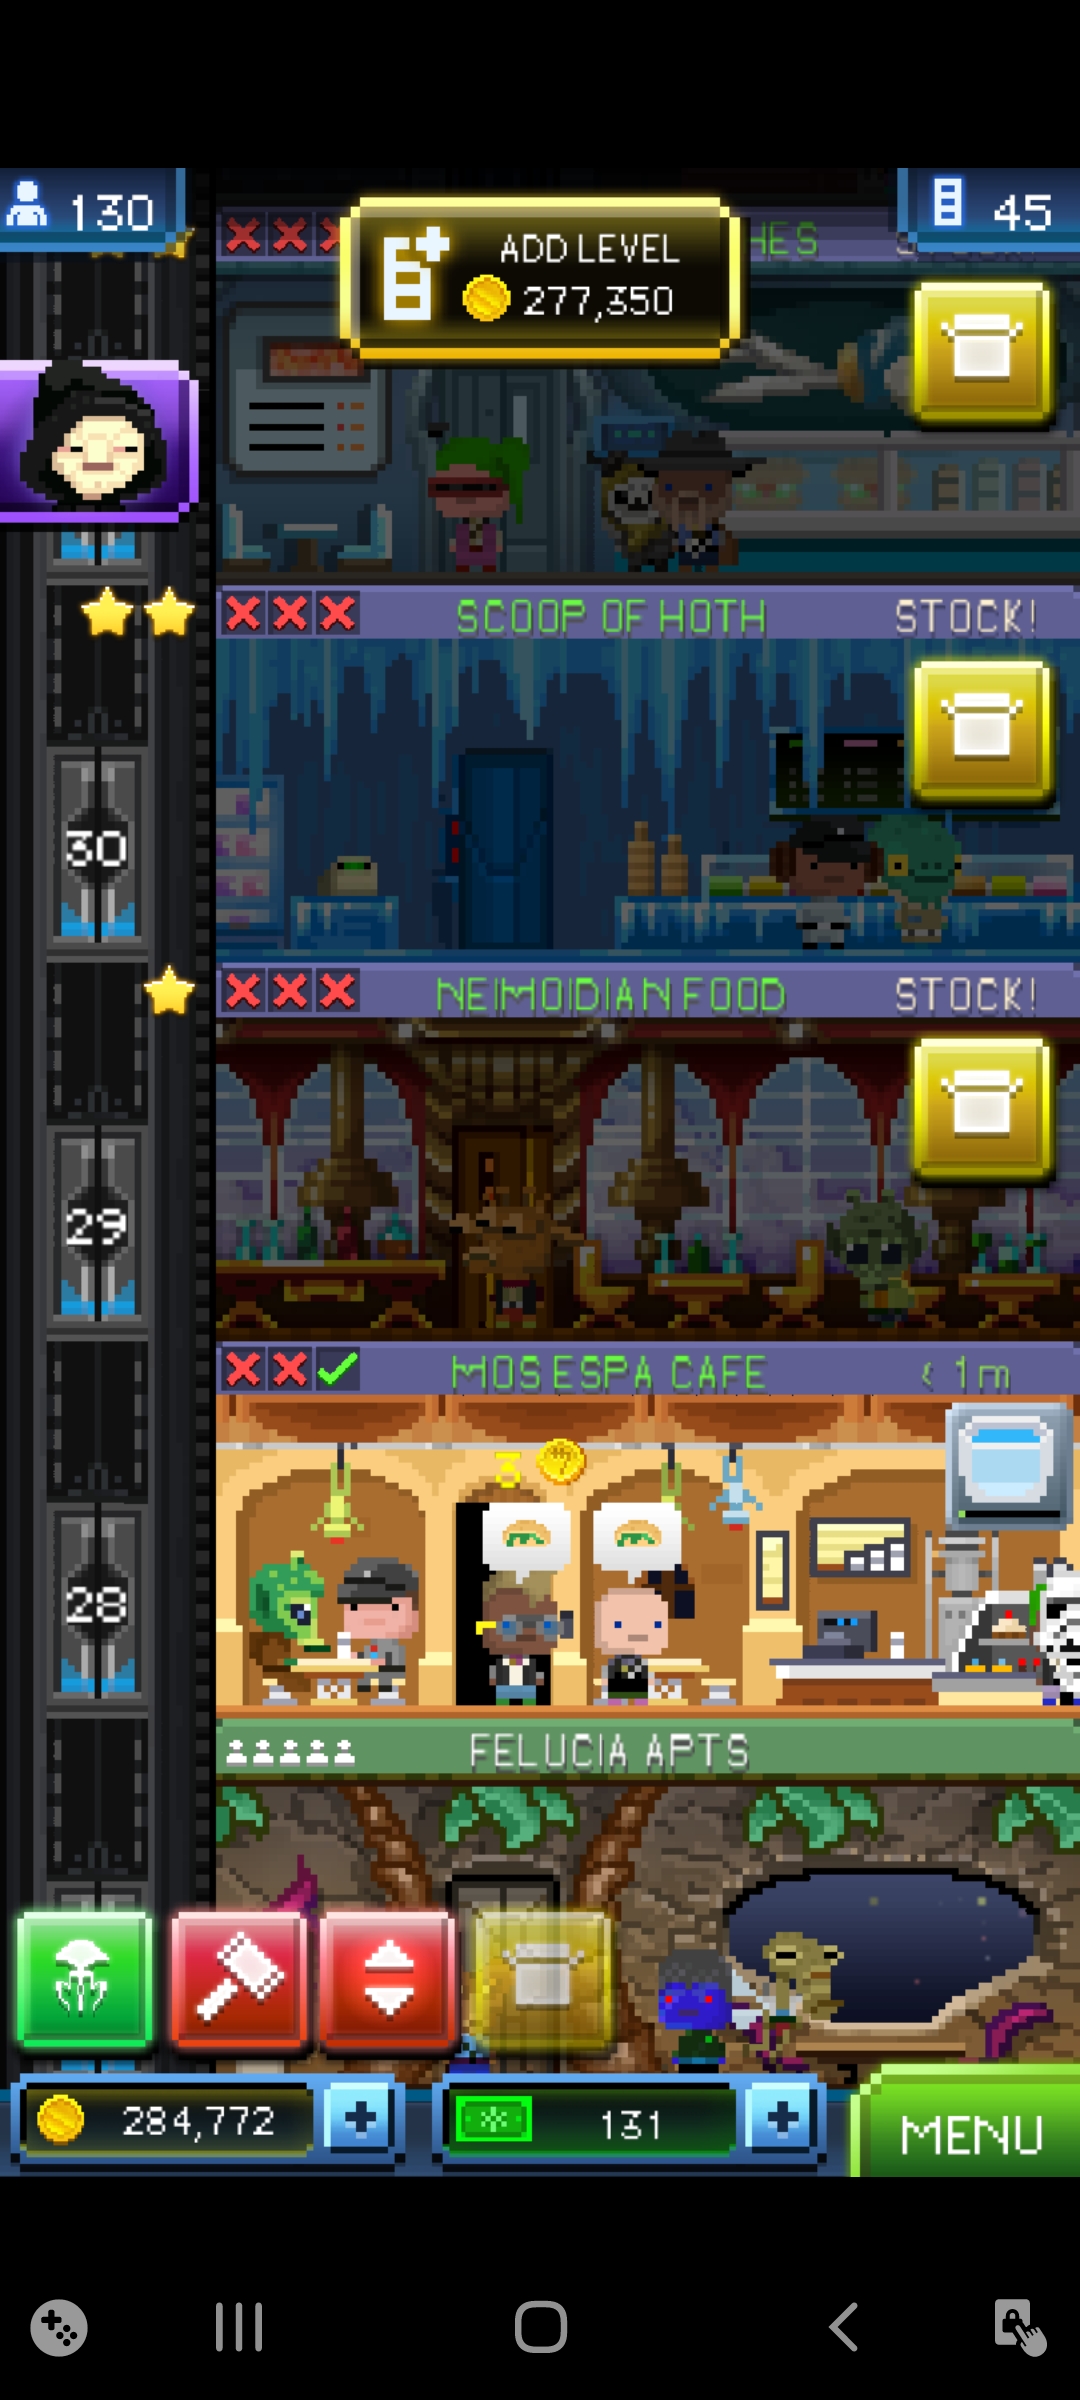 130
45
ADD LEVEL
277,350
HES
SCOOP OF HOTH STOCK!
30
NEIMOIDIAN FOOD STOCK!
29
MOS ESPA CAFE < 1m
3
28
FELUCIA APTS
284,772
131
MENU